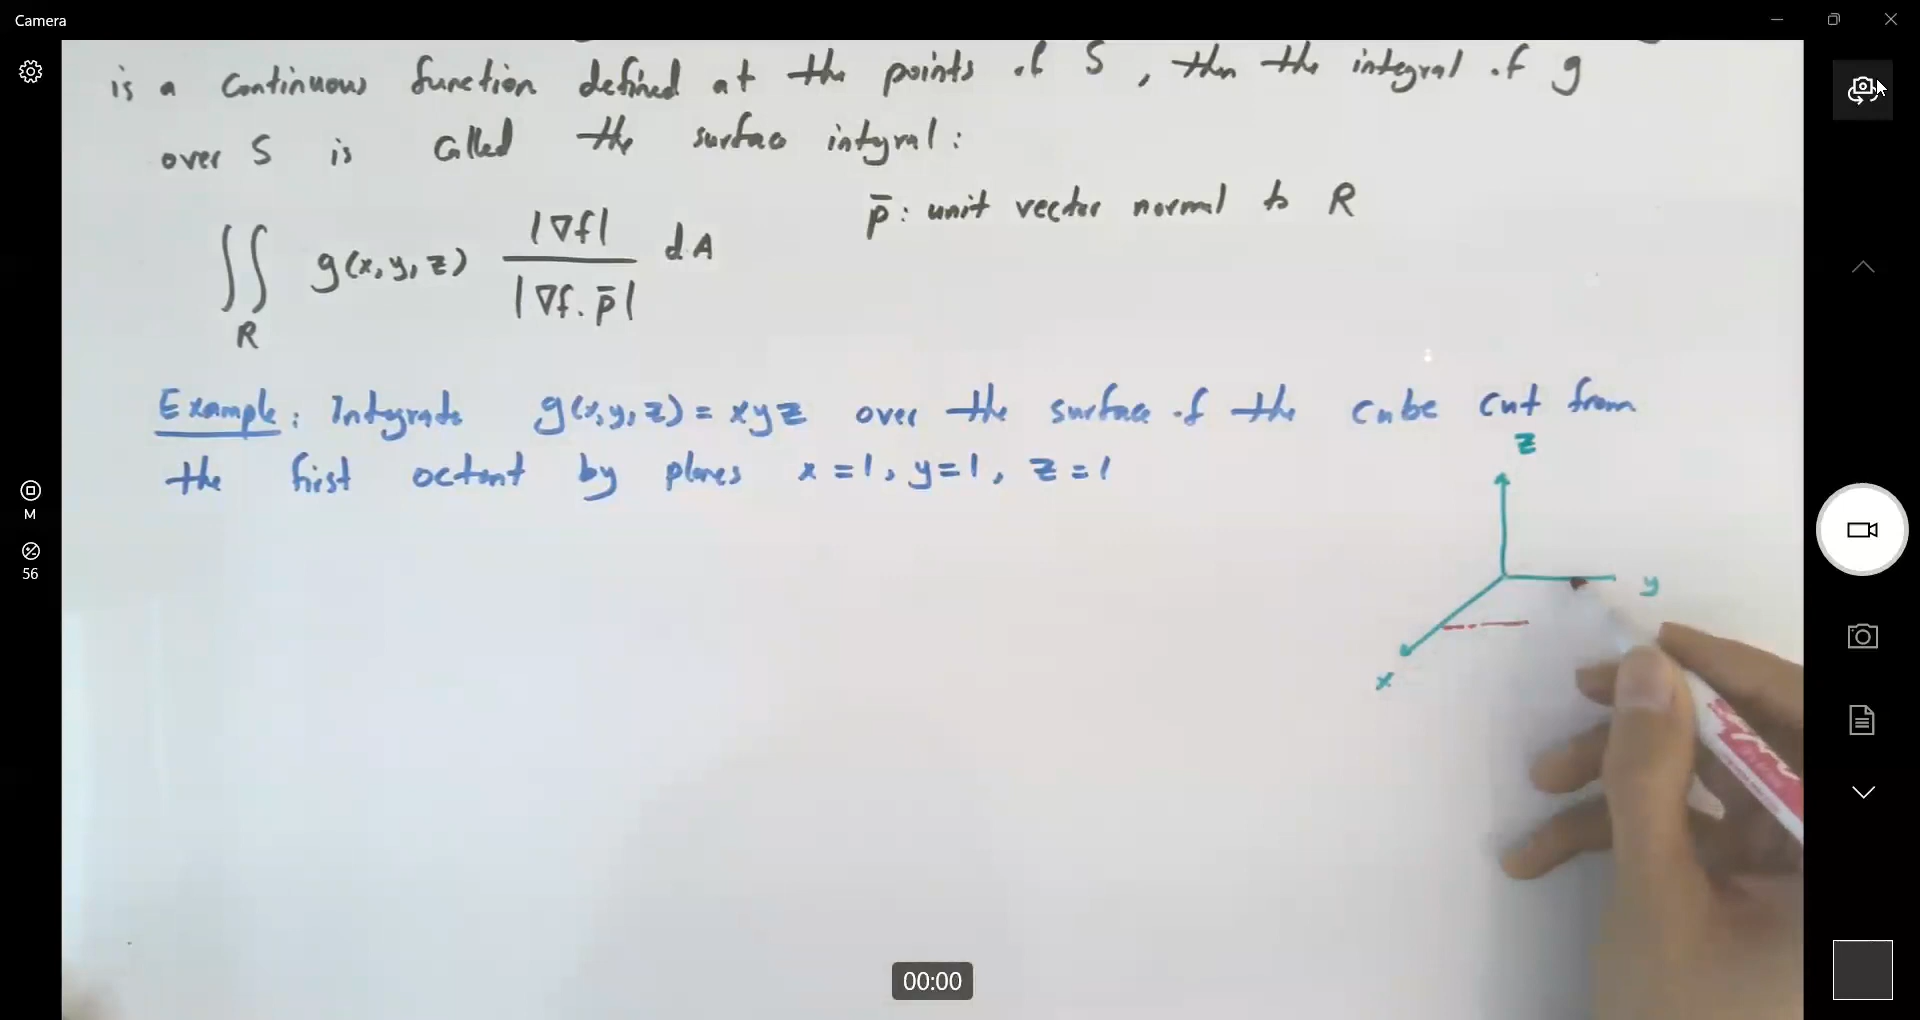 Camera
is a continuous function defined at the points of S, then the integral of g
over S is called the surface integral:
p̄: unit vector normal to R
∬_R g(x,y,z) |∇f| / |∇f . p̄| dA
Example: Integrate g(x,y,z) = xyz over the surface of the cube cut from
the first octant by planes x=1, y=1, z=1
z
y
x
M
56
00:00